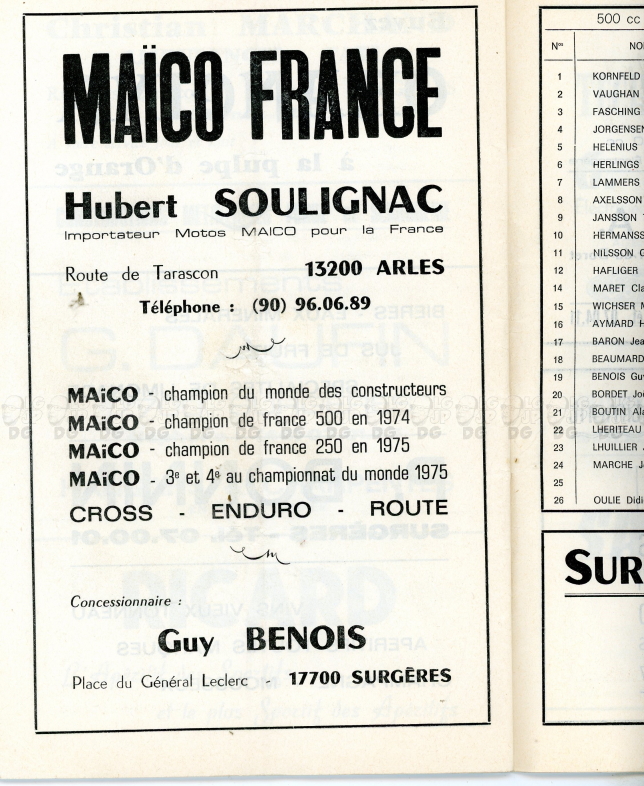 MAÏCO FRANCE
Hubert SOULIGNAC
Importateur Motos MAICO pour la France
Route de Tarascon 13200 ARLES
Téléphone : (90) 96.06.89
MAiCO - champion du monde des constructeurs
MAiCO - champion de france 500 en 1974
MAiCO - champion de france 250 en 1975
MAiCO - 3e et 4e au championnat du monde 1975
CROSS - ENDURO - ROUTE
Concessionnaire :
Guy BENOIS
Place du Général Leclerc - 17700 SURGÈRES
500 cc
Nos NO
1 KORNFELD
2 VAUGHAN
3 FASCHING
4 JORGENSEN
5 HELENIUS
6 HERLINGS
7 LAMMERS
8 AXELSSON
9 JANSSON
10 HERMANSS
11 NILSSON
12 HAFLIGER
14 MARET Cla
15 WICHSER
16 AYMARD
17 BARON Jea
18 BEAUMARD
19 BENOIS Guy
20 BORDET
21 BOUTIN
22 LHERITEAU
23 LHUILLIER
24 MARCHE
25
26 OULIE Didi
SUR